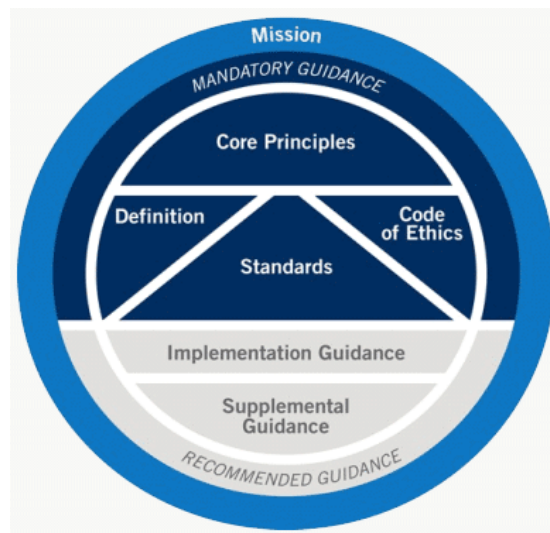 Mission
MANDATORY GUIDANCE
Core Principles
Definition
Code
of Ethics
Standards
Implementation Guidance
Supplemental
Guidance
RECOMMENDED GUIDANCE